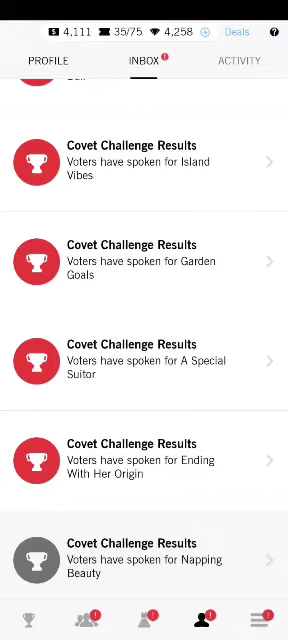 $ 4,111 35/75 4,258 + Deals ?
PROFILE INBOX ! ACTIVITY
Covet Challenge Results
Voters have spoken for Island
Vibes
Covet Challenge Results
Voters have spoken for Garden
Goals
Covet Challenge Results
Voters have spoken for A Special
Suitor
Covet Challenge Results
Voters have spoken for Ending
With Her Origin
Covet Challenge Results
Voters have spoken for Napping
Beauty
! ! ! !